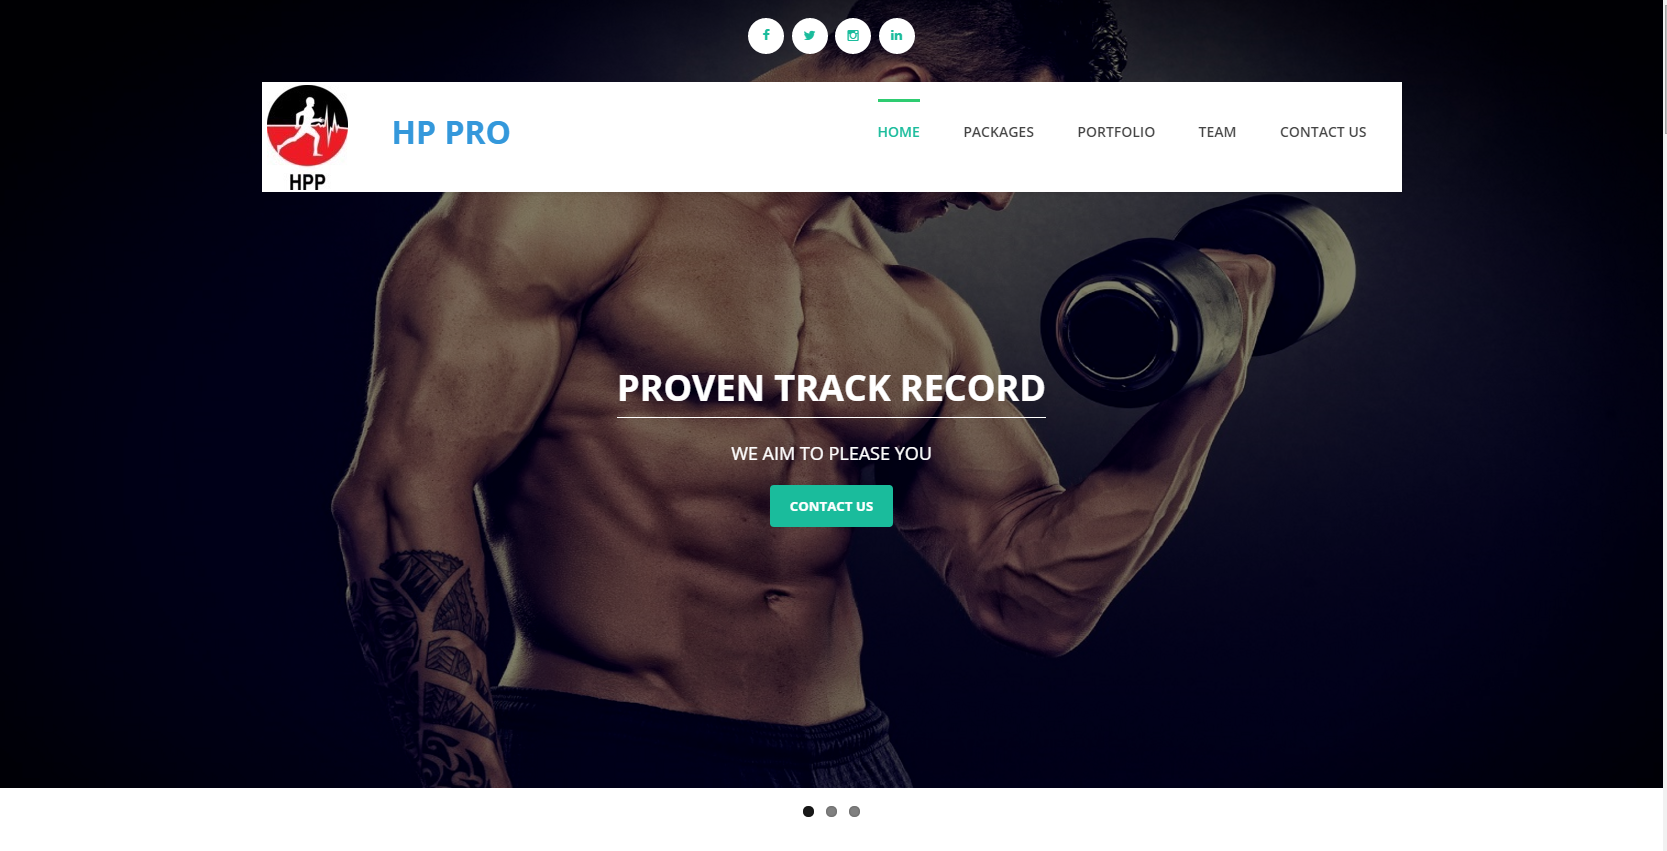 HPP
HP PRO
HOME
PACKAGES
PORTFOLIO
TEAM
CONTACT US
PROVEN TRACK RECORD
WE AIM TO PLEASE YOU
CONTACT US